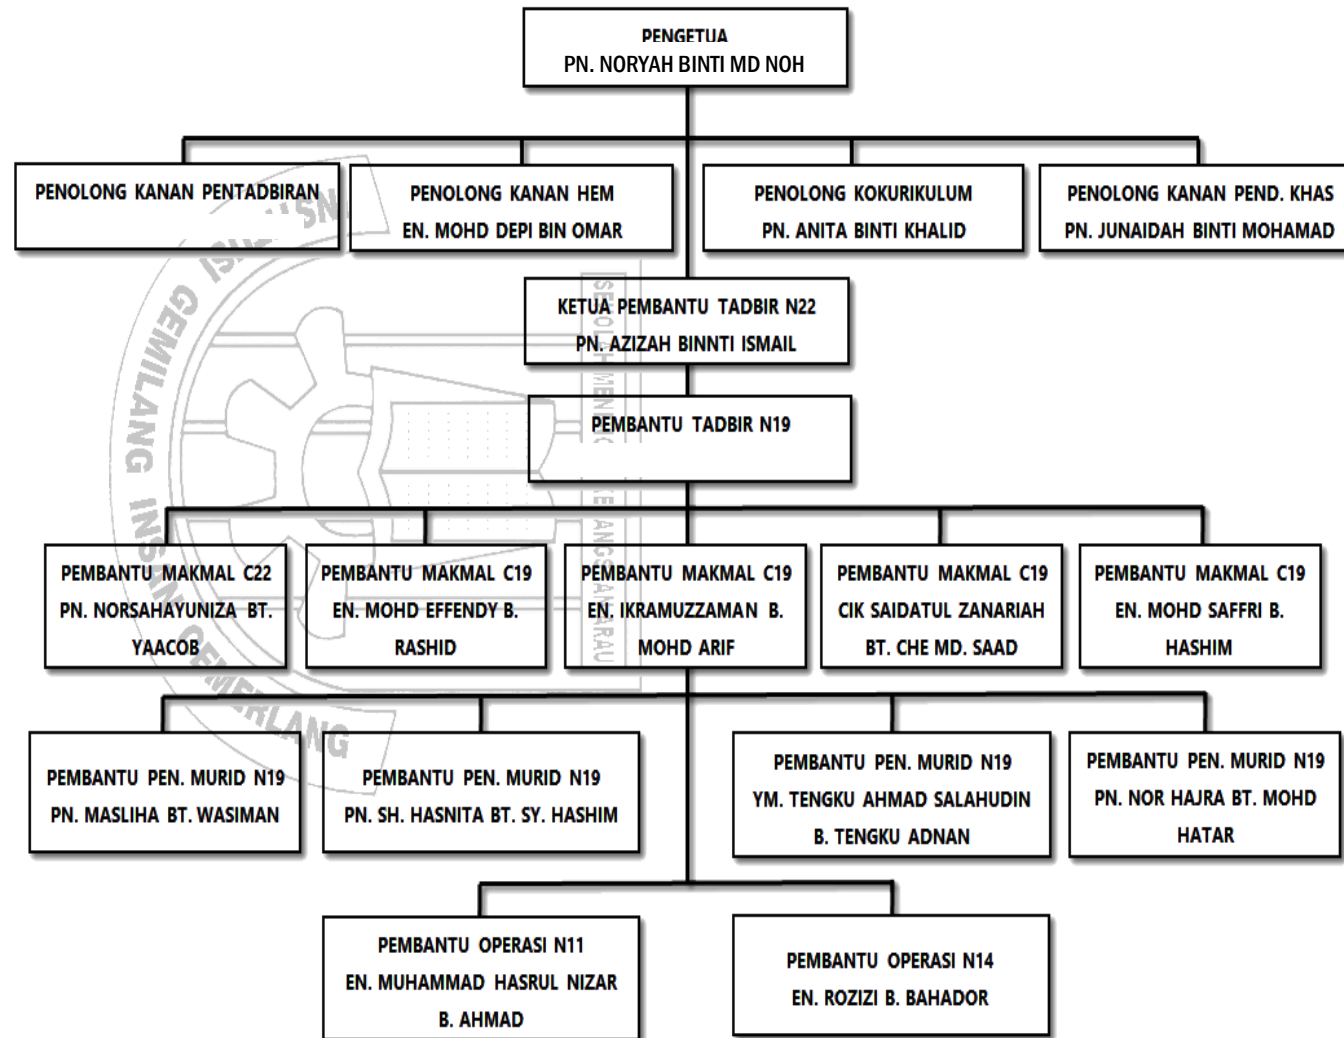 PENGETUA
PN. NORYAH BINTI MD NOH
PENOLONG KANAN PENTADBIRAN
PENOLONG KANAN HEM
EN. MOHD DEPI BIN OMAR
PENOLONG KOKURIKULUM
PN. ANITA BINTI KHALID
PENOLONG KANAN PEND. KHAS
PN. JUNAIDAH BINTI MOHAMAD
KETUA PEMBANTU TADBIR N22
PN. AZIZAH BINNTI ISMAIL
PEMBANTU TADBIR N19
PEMBANTU MAKMAL C22
PN. NORSAHAYUNIZA BT.
YAACOB
PEMBANTU MAKMAL C19
EN. MOHD EFFENDY B.
RASHID
PEMBANTU MAKMAL C19
EN. IKRAMUZZAMAN B.
MOHD ARIF
PEMBANTU MAKMAL C19
CIK SAIDATUL ZANARIAH
BT. CHE MD. SAAD
PEMBANTU MAKMAL C19
EN. MOHD SAFFRI B.
HASHIM
PEMBANTU PEN. MURID N19
PN. MASLIHA BT. WASIMAN
PEMBANTU PEN. MURID N19
PN. SH. HASNITA BT. SY. HASHIM
PEMBANTU PEN. MURID N19
YM. TENGKU AHMAD SALAHUDIN
B. TENGKU ADNAN
PEMBANTU PEN. MURID N19
PN. NOR HAJRA BT. MOHD
HATAR
PEMBANTU OPERASI N11
EN. MUHAMMAD HASRUL NIZAR
B. AHMAD
PEMBANTU OPERASI N14
EN. ROZIZI B. BAHADOR
GEMILANG INSAN CEMERLANG